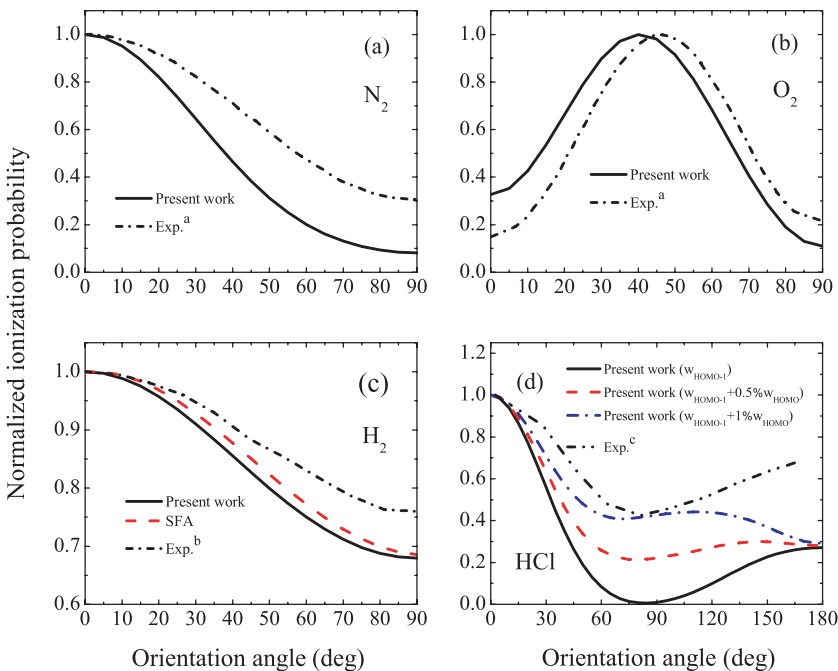 Normalized ionization probability
1.0
0.8
0.6
0.4
0.2
0.0
(a)
N2
Present work
Exp.a
0 10 20 30 40 50 60 70 80 90
1.0
0.8
0.6
0.4
0.2
0.0
(b)
O2
Present work
Exp.a
0 10 20 30 40 50 60 70 80 90
1.0
0.9
0.8
0.7
0.6
(c)
H2
Present work
SFA
Exp.b
0 10 20 30 40 50 60 70 80 90
Orientation angle (deg)
1.2
1.0
0.8
0.6
0.4
0.2
0.0
(d)
Present work (wHOMO-1)
Present work (wHOMO-1+0.5%wHOMO)
Present work (wHOMO-1+1%wHOMO)
Exp.c
HCl
0 30 60 90 120 150 180
Orientation angle (deg)